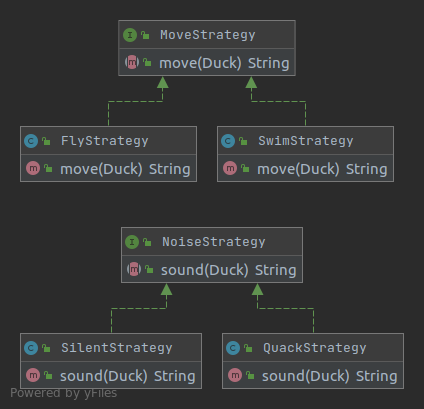 MoveStrategy
move(Duck) String
FlyStrategy
move(Duck) String
SwimStrategy
move(Duck) String
NoiseStrategy
sound(Duck) String
SilentStrategy
sound(Duck) String
QuackStrategy
sound(Duck) String
Powered by yFiles